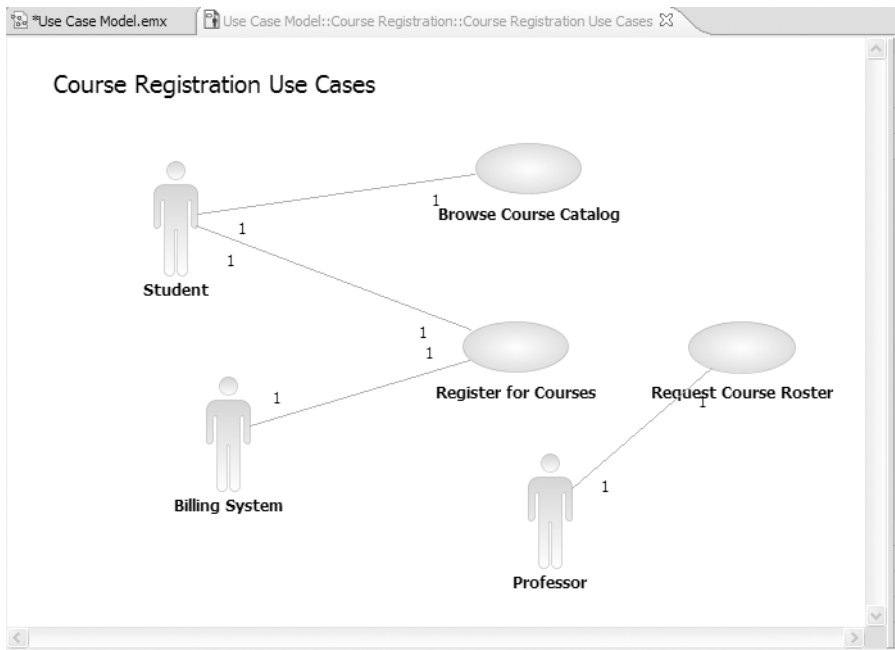 *Use Case Model.emx
Use Case Model::Course Registration::Course Registration Use Cases
Course Registration Use Cases
1
Browse Course Catalog
1
1
Student
1
1
Register for Courses
Request Course Roster
1
1
Billing System
1
Professor